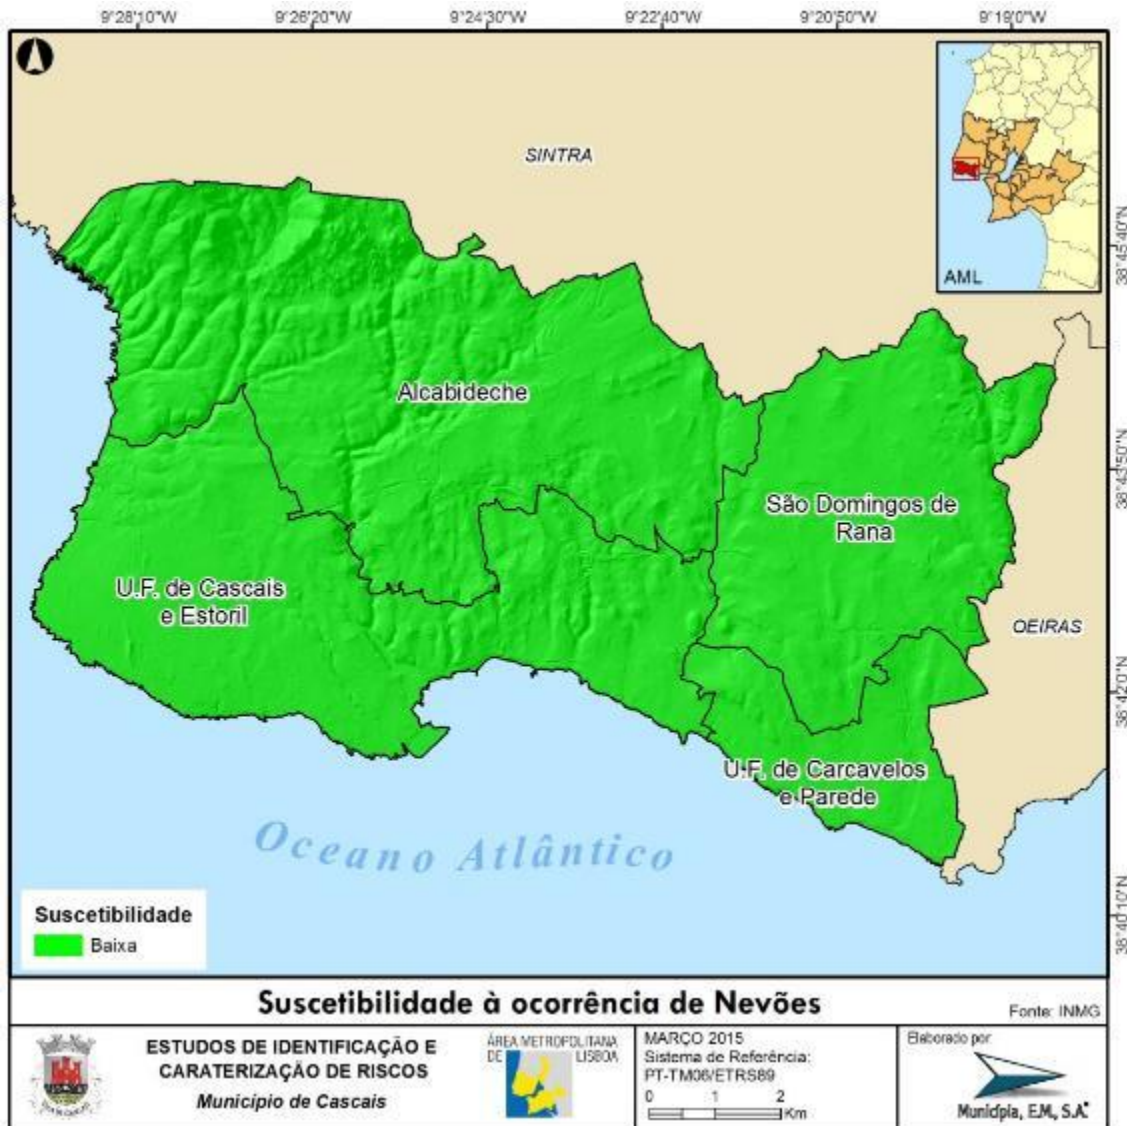 9°28'10"W
9°26'20"W
9°24'30"W
9°22'40"W
9°20'50"W
9°19'0"W
SINTRA
AML
38°45'40"N
Alcabideche
38°43'50"N
São Domingos de
Rana
U.F. de Cascais
e Estoril
OEIRAS
38°42'0"N
U.F. de Carcavelos
e Parede
Oceano Atlântico
38°40'10"N
Suscetibilidade
Baixa
Suscetibilidade à ocorrência de Nevões
Fonte: INMG
ESTUDOS DE IDENTIFICAÇÃO E
CARATERIZAÇÃO DE RISCOS
Município de Cascais
ÁREA METROPOLITANA
DE LISBOA
MARÇO 2015
Sistema de Referência:
PT-TM06/ETRS89
0 1 2
Km
Elaborado por:
Municípia, E.M., S.A.